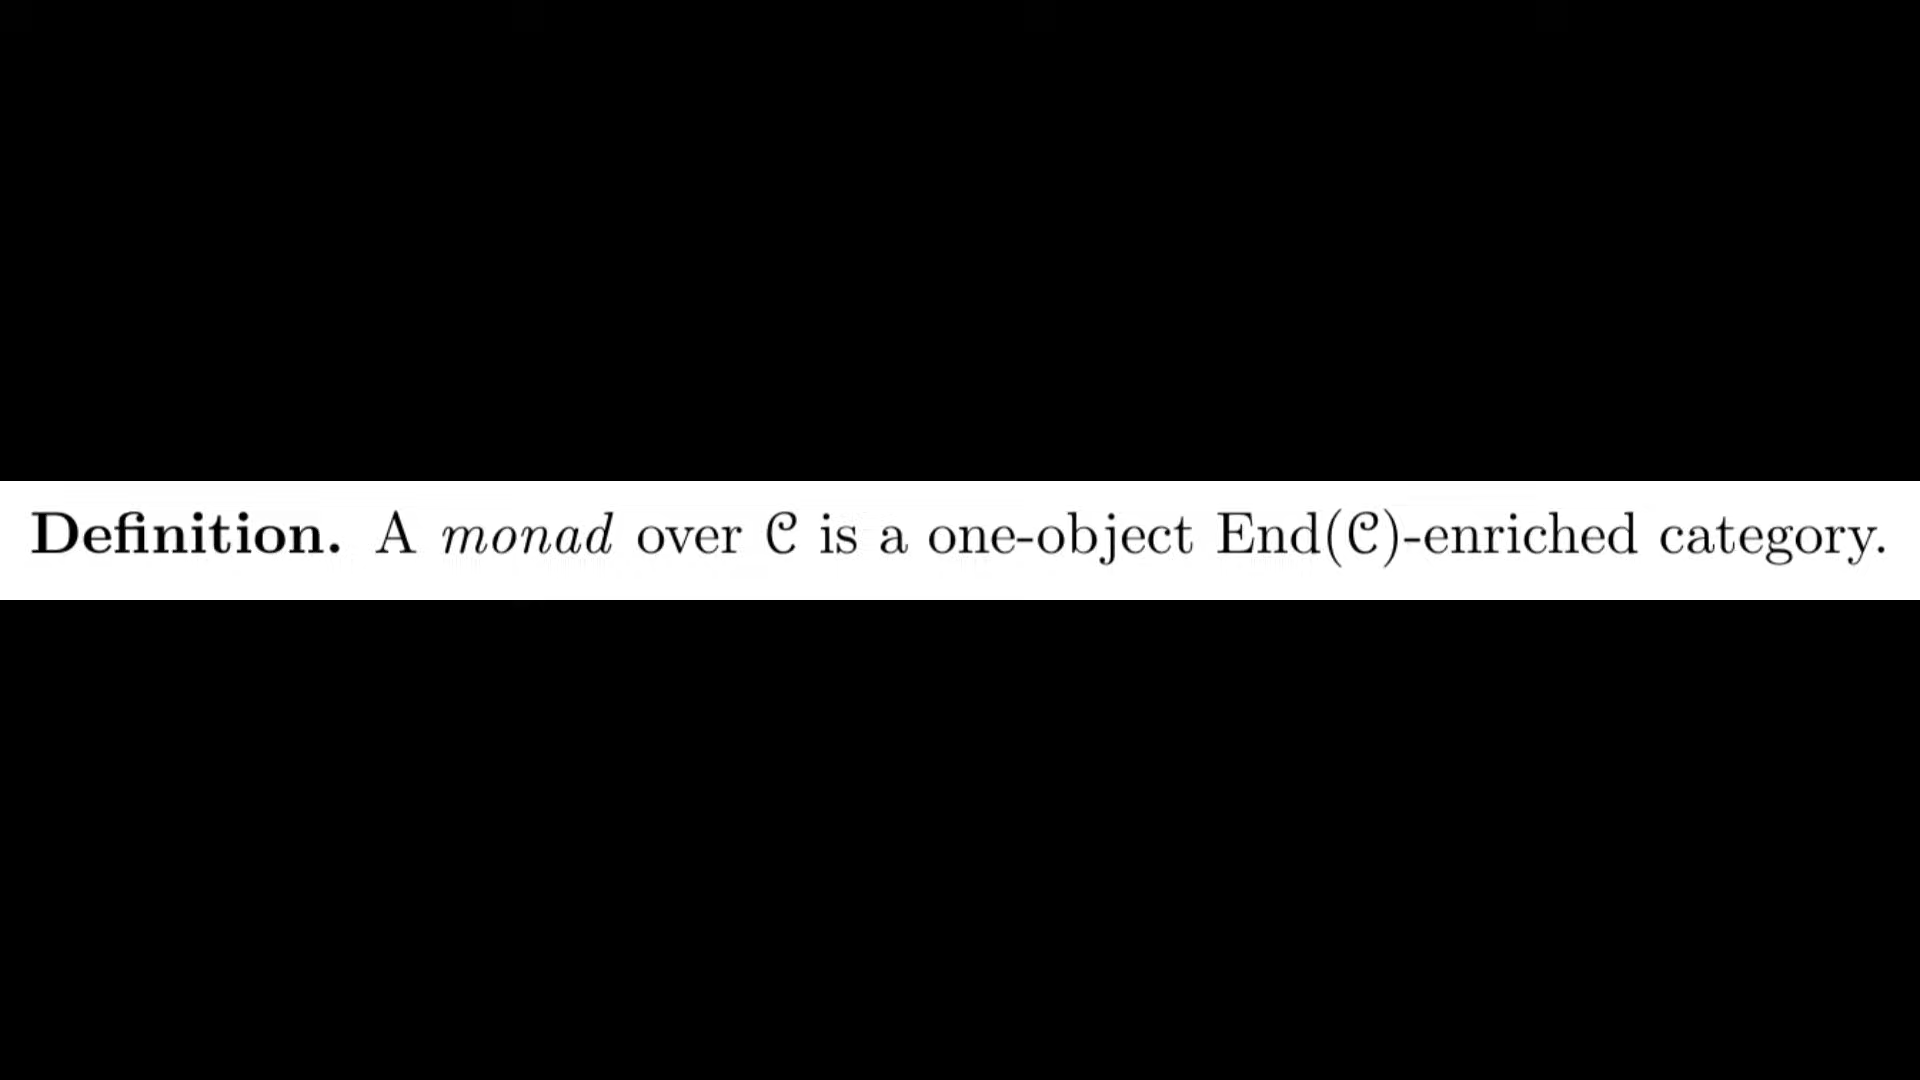 Definition. A monad over 𝒞 is a one-object End(𝒞)-enriched category.